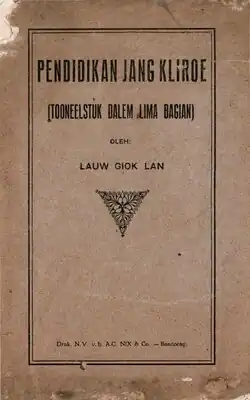 PENDIDIKAN JANG KLIROE
(TOONEELSTUK DALEM LIMA BAGIAN)
OLEH:
LAUW GIOK LAN
Druk. N.V. v.h. A.C. NIX & Co. — Bandoeng.